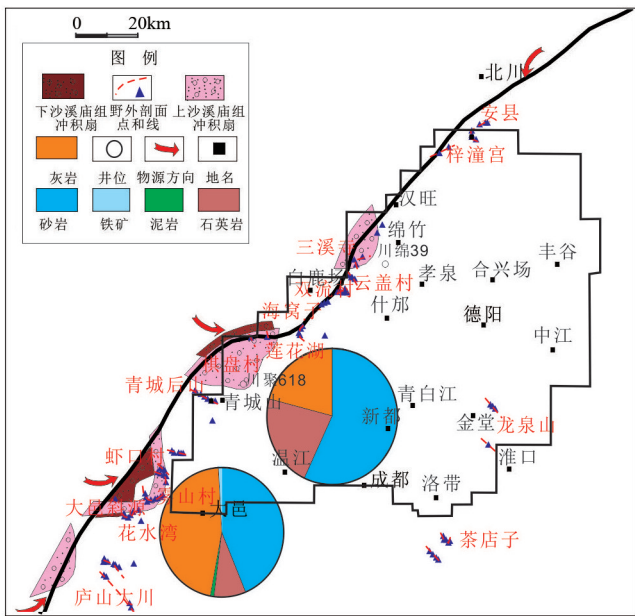 0 20km
图 例
下沙溪庙组
冲积扇
野外剖面
点和线
上沙溪庙组
冲积扇
灰岩
井位
物源方向
地名
砂岩
铁矿
泥岩
石英岩
北川
安县
梓潼宫
汉旺
绵竹
三溪寺
川绵39
丰谷
白鹿场
云盖村
孝泉
合兴场
海窝子
什邡
德阳
中江
莲花湖
川聚618
青城后山
青城山
青白江
新都
金堂
龙泉山
虾口村
温江
淮口
成都
洛带
大邑
花水湾
茶店子
庐山大川